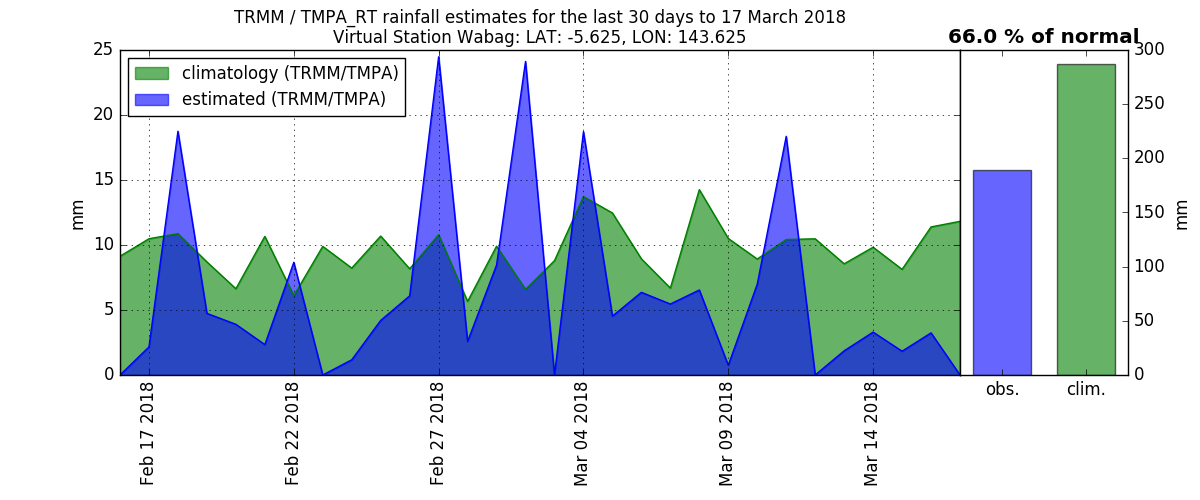 TRMM / TMPA_RT rainfall estimates for the last 30 days to 17 March 2018
Virtual Station Wabag: LAT: -5.625, LON: 143.625
66.0 % of normal
climatology (TRMM/TMPA)
estimated (TRMM/TMPA)
25
20
15
10
5
0
mm
Feb 17 2018
Feb 22 2018
Feb 27 2018
Mar 04 2018
Mar 09 2018
Mar 14 2018
300
250
200
150
100
50
0
mm
obs.
clim.